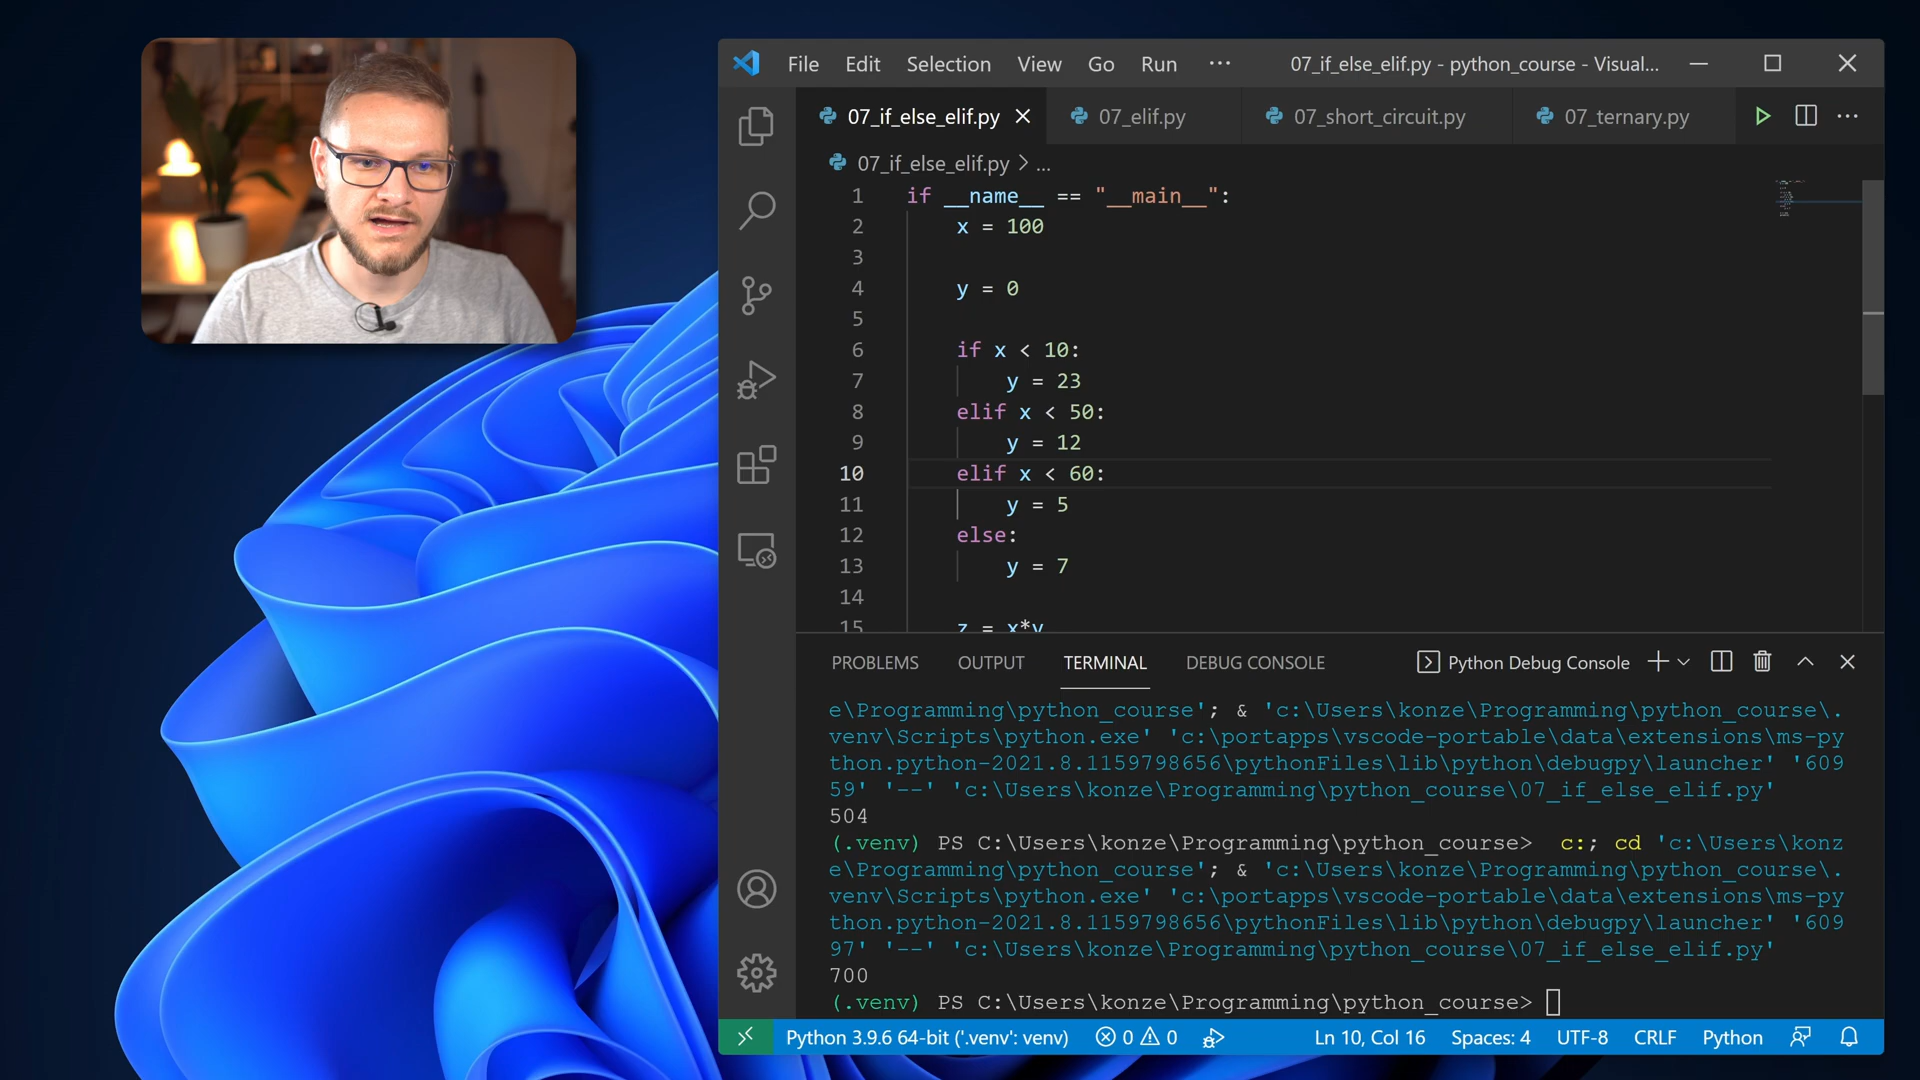 File Edit Selection View Go Run ··· 07_if_else_elif.py - python_course - Visual...
07_if_else_elif.py 07_elif.py 07_short_circuit.py 07_ternary.py
07_if_else_elif.py > ...
1 if __name__ == "__main__":
2 x = 100
3
4 y = 0
5
6 if x < 10:
7 y = 23
8 elif x < 50:
9 y = 12
10 elif x < 60:
11 y = 5
12 else:
13 y = 7
14
15 z = x*y
PROBLEMS OUTPUT TERMINAL DEBUG CONSOLE Python Debug Console
e\Programming\python_course'; & 'c:\Users\konze\Programming\python_course\.
venv\Scripts\python.exe' 'c:\portapps\vscode-portable\data\extensions\ms-py
thon.python-2021.8.1159798656\pythonFiles\lib\python\debugpy\launcher' '609
59' '--' 'c:\Users\konze\Programming\python_course\07_if_else_elif.py'
504
(.venv) PS C:\Users\konze\Programming\python_course> c:; cd 'c:\Users\konz
e\Programming\python_course'; & 'c:\Users\konze\Programming\python_course\.
venv\Scripts\python.exe' 'c:\portapps\vscode-portable\data\extensions\ms-py
thon.python-2021.8.1159798656\pythonFiles\lib\python\debugpy\launcher' '609
97' '--' 'c:\Users\konze\Programming\python_course\07_if_else_elif.py'
700
(.venv) PS C:\Users\konze\Programming\python_course>
Python 3.9.6 64-bit ('.venv': venv) 0 0 Ln 10, Col 16 Spaces: 4 UTF-8 CRLF Python